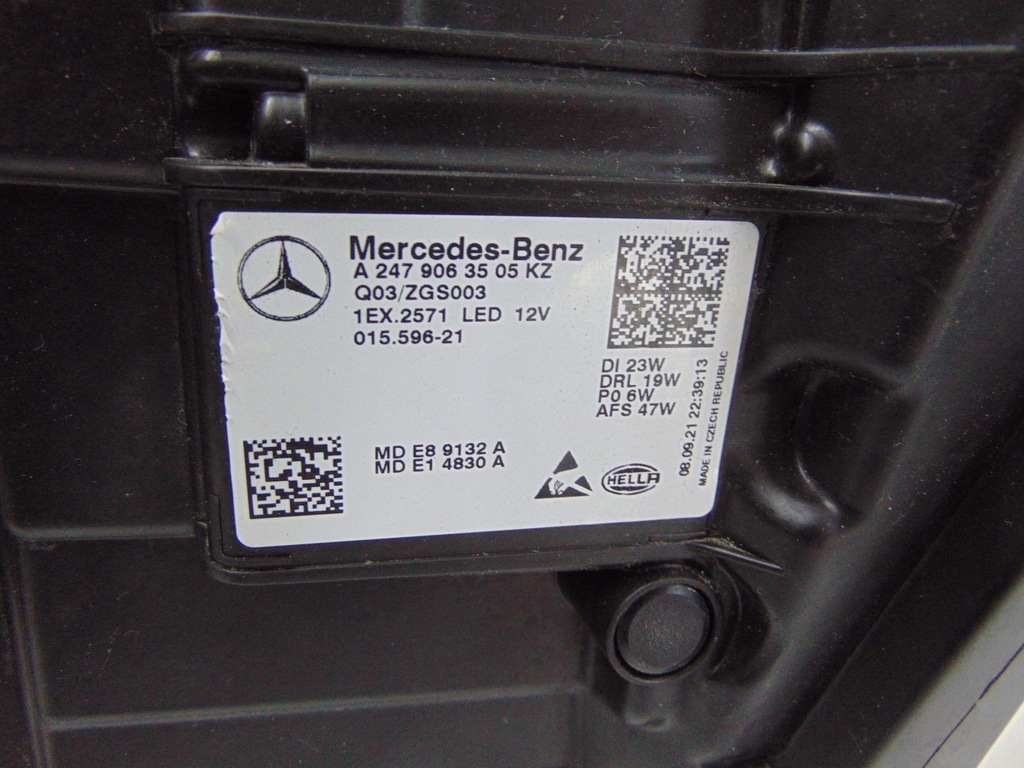 Mercedes-Benz
A 247 906 35 05 KZ
Q03/ZGS003
1EX.2571 LED 12V
015.596-21
DI 23W
DRL 19W
P0 6W
AFS 47W
08.09.21 22:39:13
MADE IN CZECH REPUBLIC
MD E8 9132 A
MD E1 4830 A
HELLA